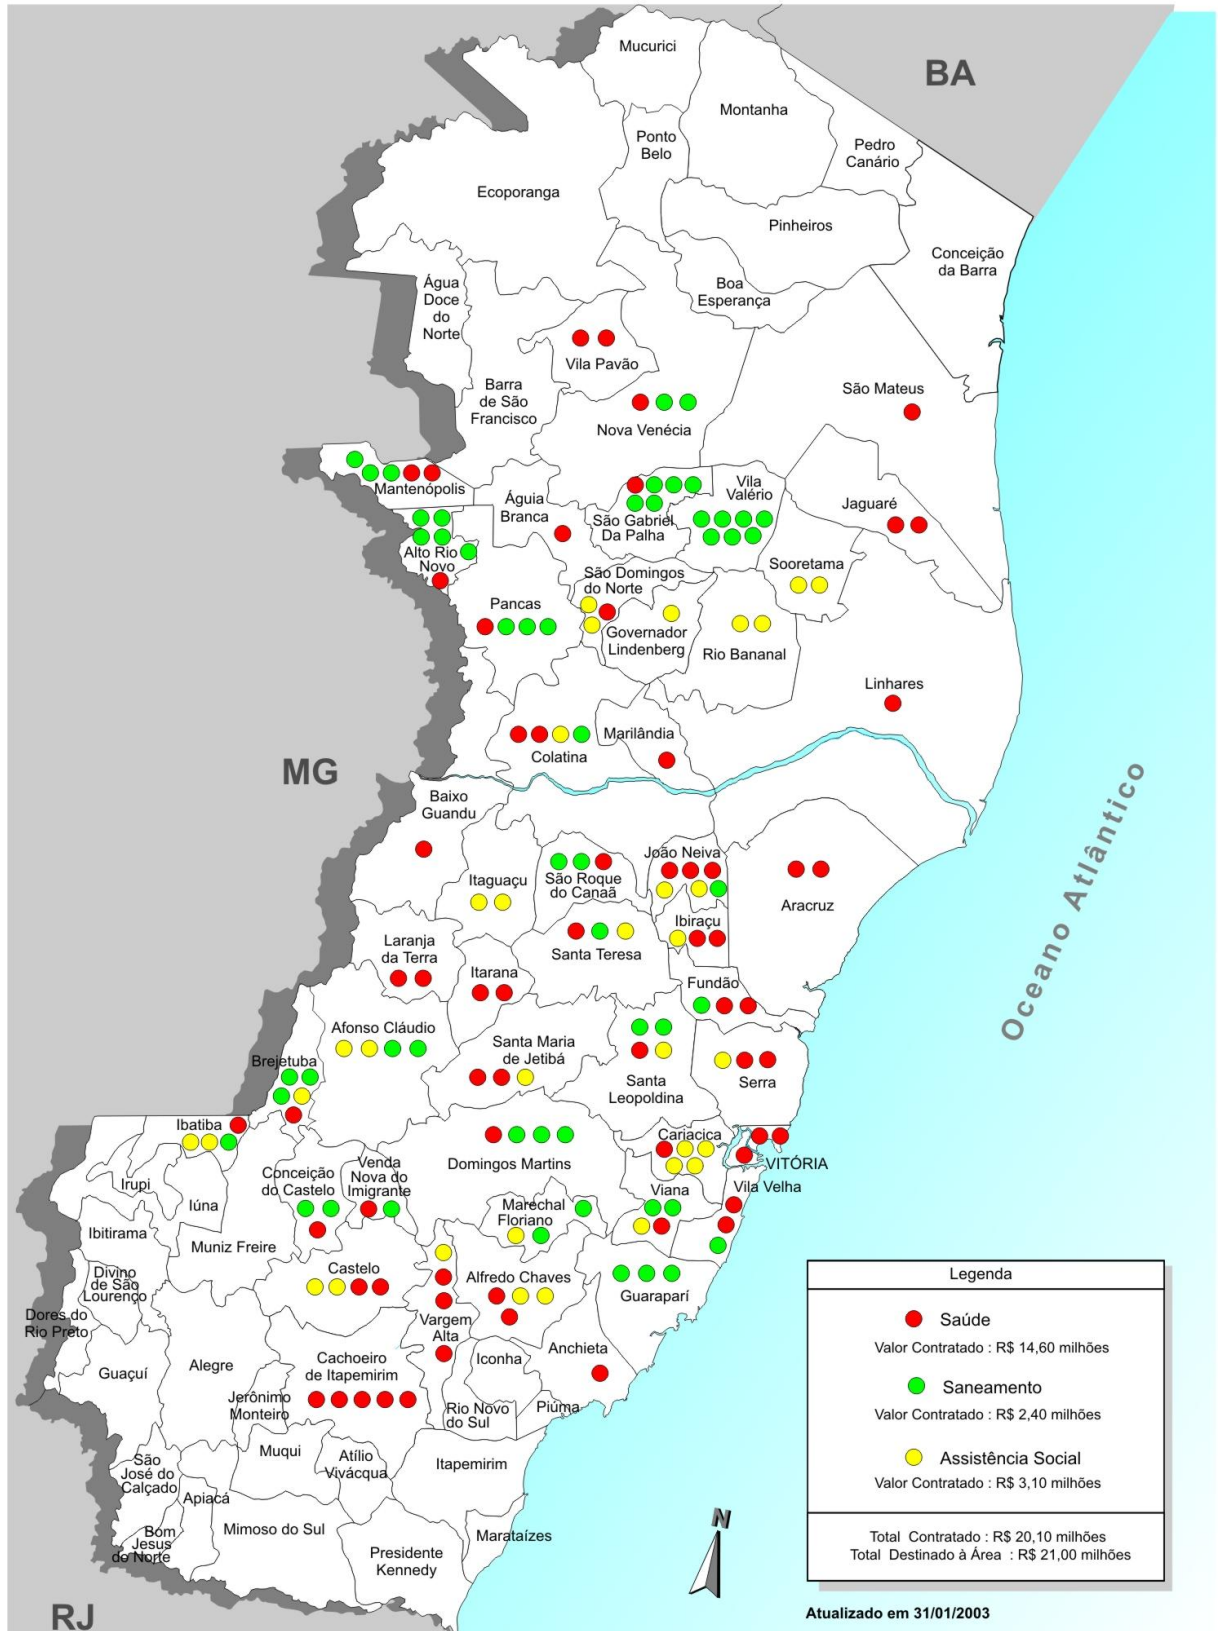 Mucurici
BA
Montanha
Ponto
Belo
Pedro
Canário
Ecoporanga
Pinheiros
Conceição
da Barra
Água
Doce
do
Norte
Boa
Esperança
Vila Pavão
Barra
de São
Francisco
São Mateus
Nova Venécia
Mantenópolis
Águia
Branca
Vila
Valério
São Gabriel
Da Palha
Jaguaré
Alto Rio
Novo
Sooretama
São Domingos
do Norte
Pancas
Governador
Lindenberg
Rio Bananal
Linhares
Marilândia
Colatina
MG
Baixo
Guandu
Oceano Atlântico
João Neiva
São Roque
do Canaã
Itaguaçu
Aracruz
Ibiraçu
Laranja
da Terra
Santa Teresa
Itarana
Fundão
Afonso Cláudio
Santa Maria
de Jetibá
Brejetuba
Serra
Santa
Leopoldina
Ibatiba
Cariacica
VITÓRIA
Domingos Martins
Venda
Nova do
Imigrante
Conceição
do Castelo
Irupi
Iúna
Viana
Vila Velha
Marechal
Floriano
Ibitirama
Muniz Freire
Castelo
Alfredo Chaves
Guaraparí
Divino
de São
Lourenço
Dores do
Rio Preto
Vargem
Alta
Anchieta
Iconha
Cachoeiro
de Itapemirim
Guaçuí
Alegre
Jerônimo
Monteiro
Rio Novo
do Sul
Piúma
Muqui
Atílio
Vivácqua
Itapemirim
São
José do
Calçado
Apiacá
Bom
Jesus
do Norte
Mimoso do Sul
Marataízes
Presidente
Kennedy
RJ
N
Legenda
Saúde
Valor Contratado : R$ 14,60 milhões
Saneamento
Valor Contratado : R$ 2,40 milhões
Assistência Social
Valor Contratado : R$ 3,10 milhões
Total Contratado : R$ 20,10 milhões
Total Destinado à Área : R$ 21,00 milhões
Atualizado em 31/01/2003